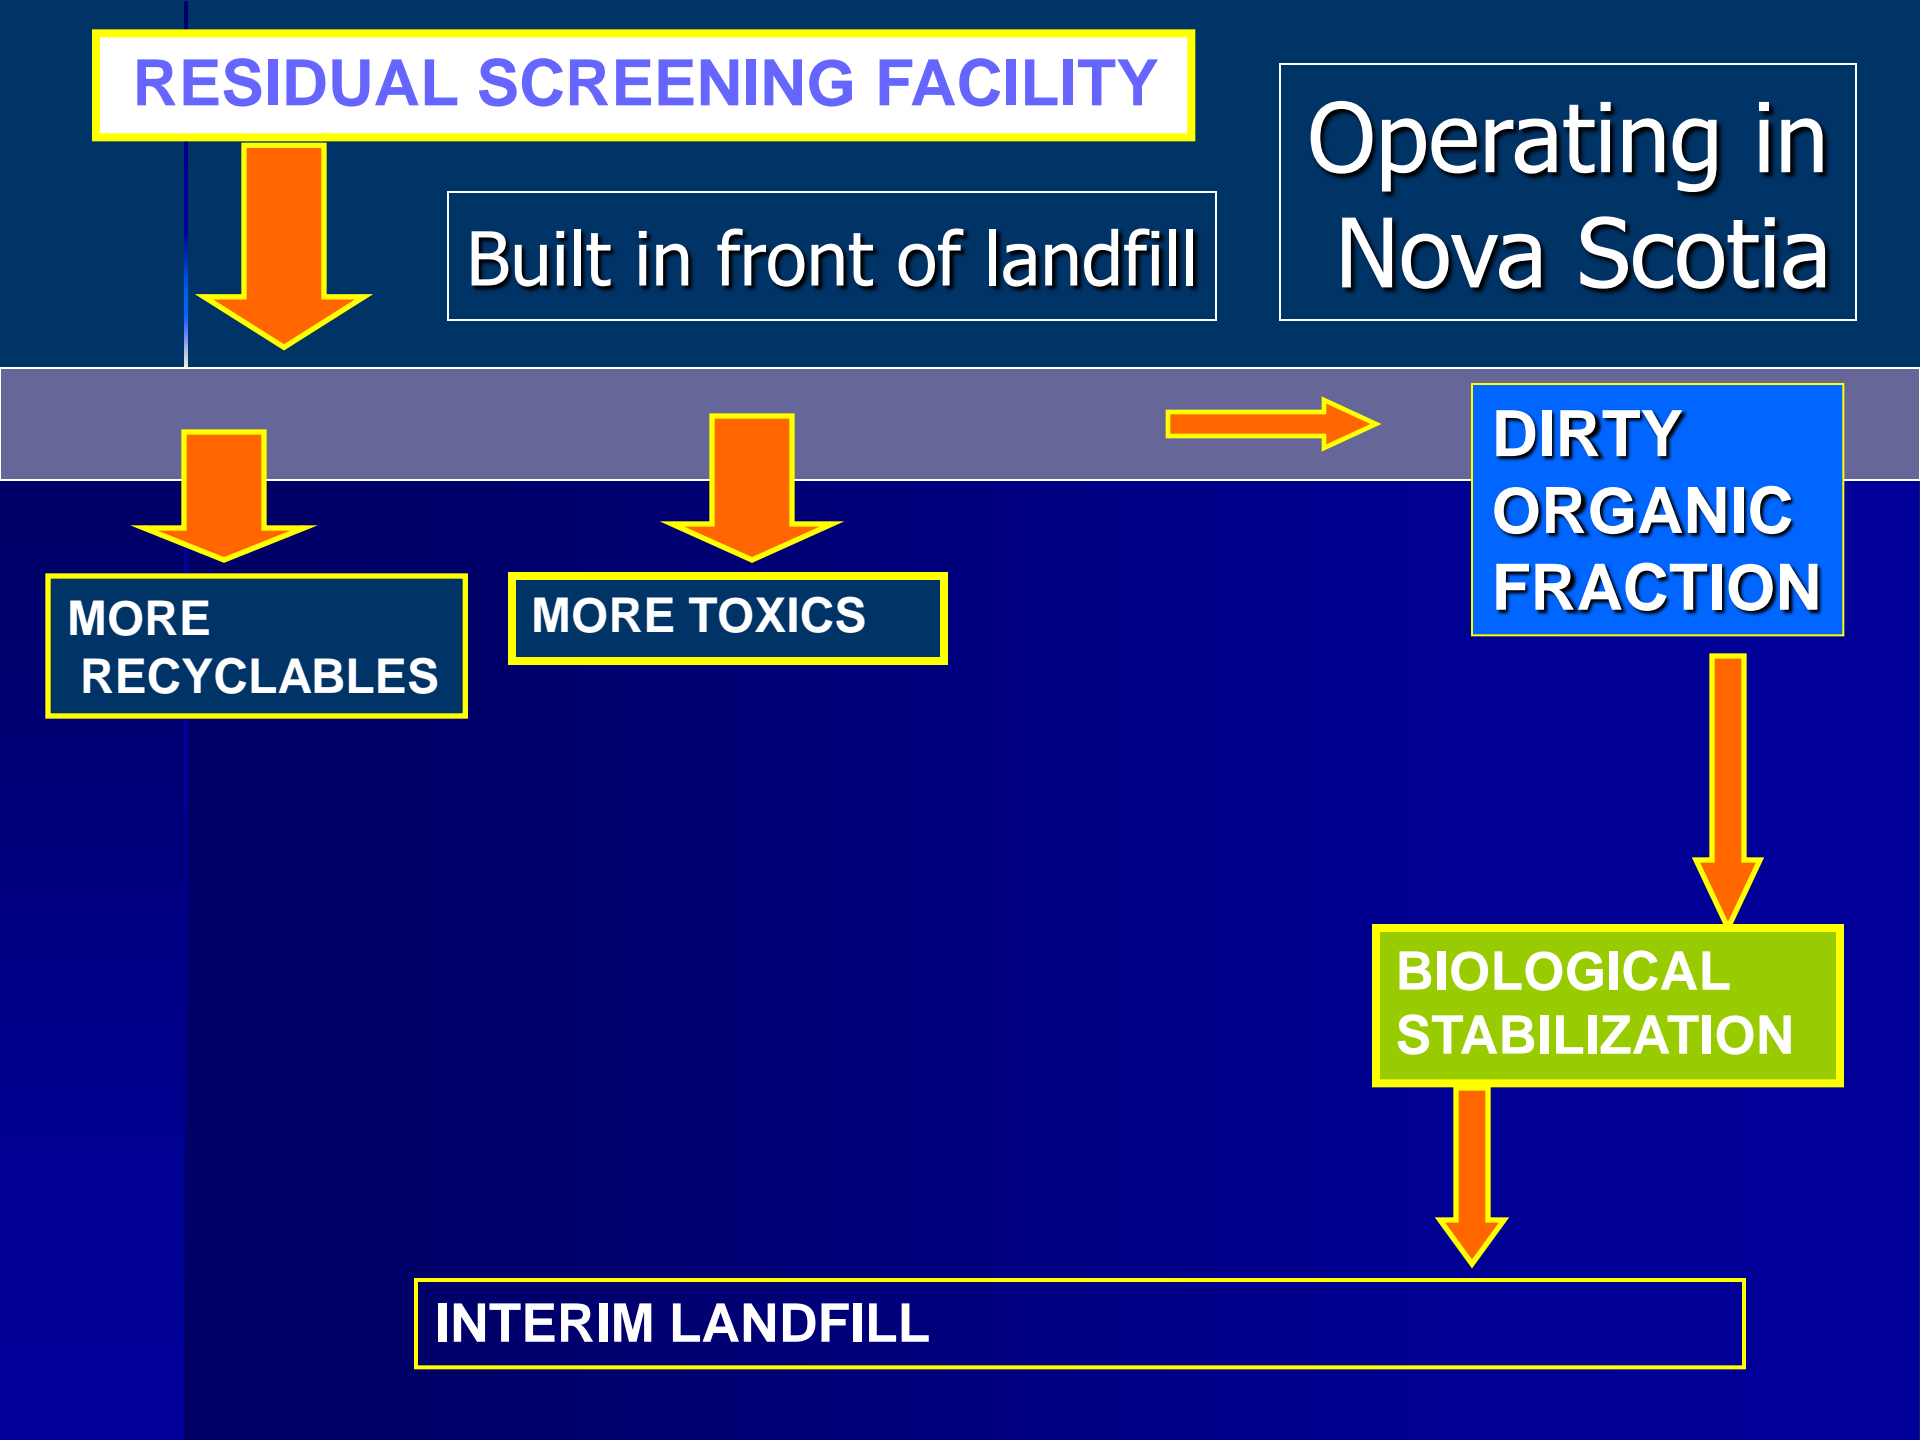 RESIDUAL SCREENING FACILITY
Operating in
Nova Scotia
Built in front of landfill
DIRTY
ORGANIC
FRACTION
MORE
RECYCLABLES
MORE TOXICS
BIOLOGICAL
STABILIZATION
INTERIM LANDFILL